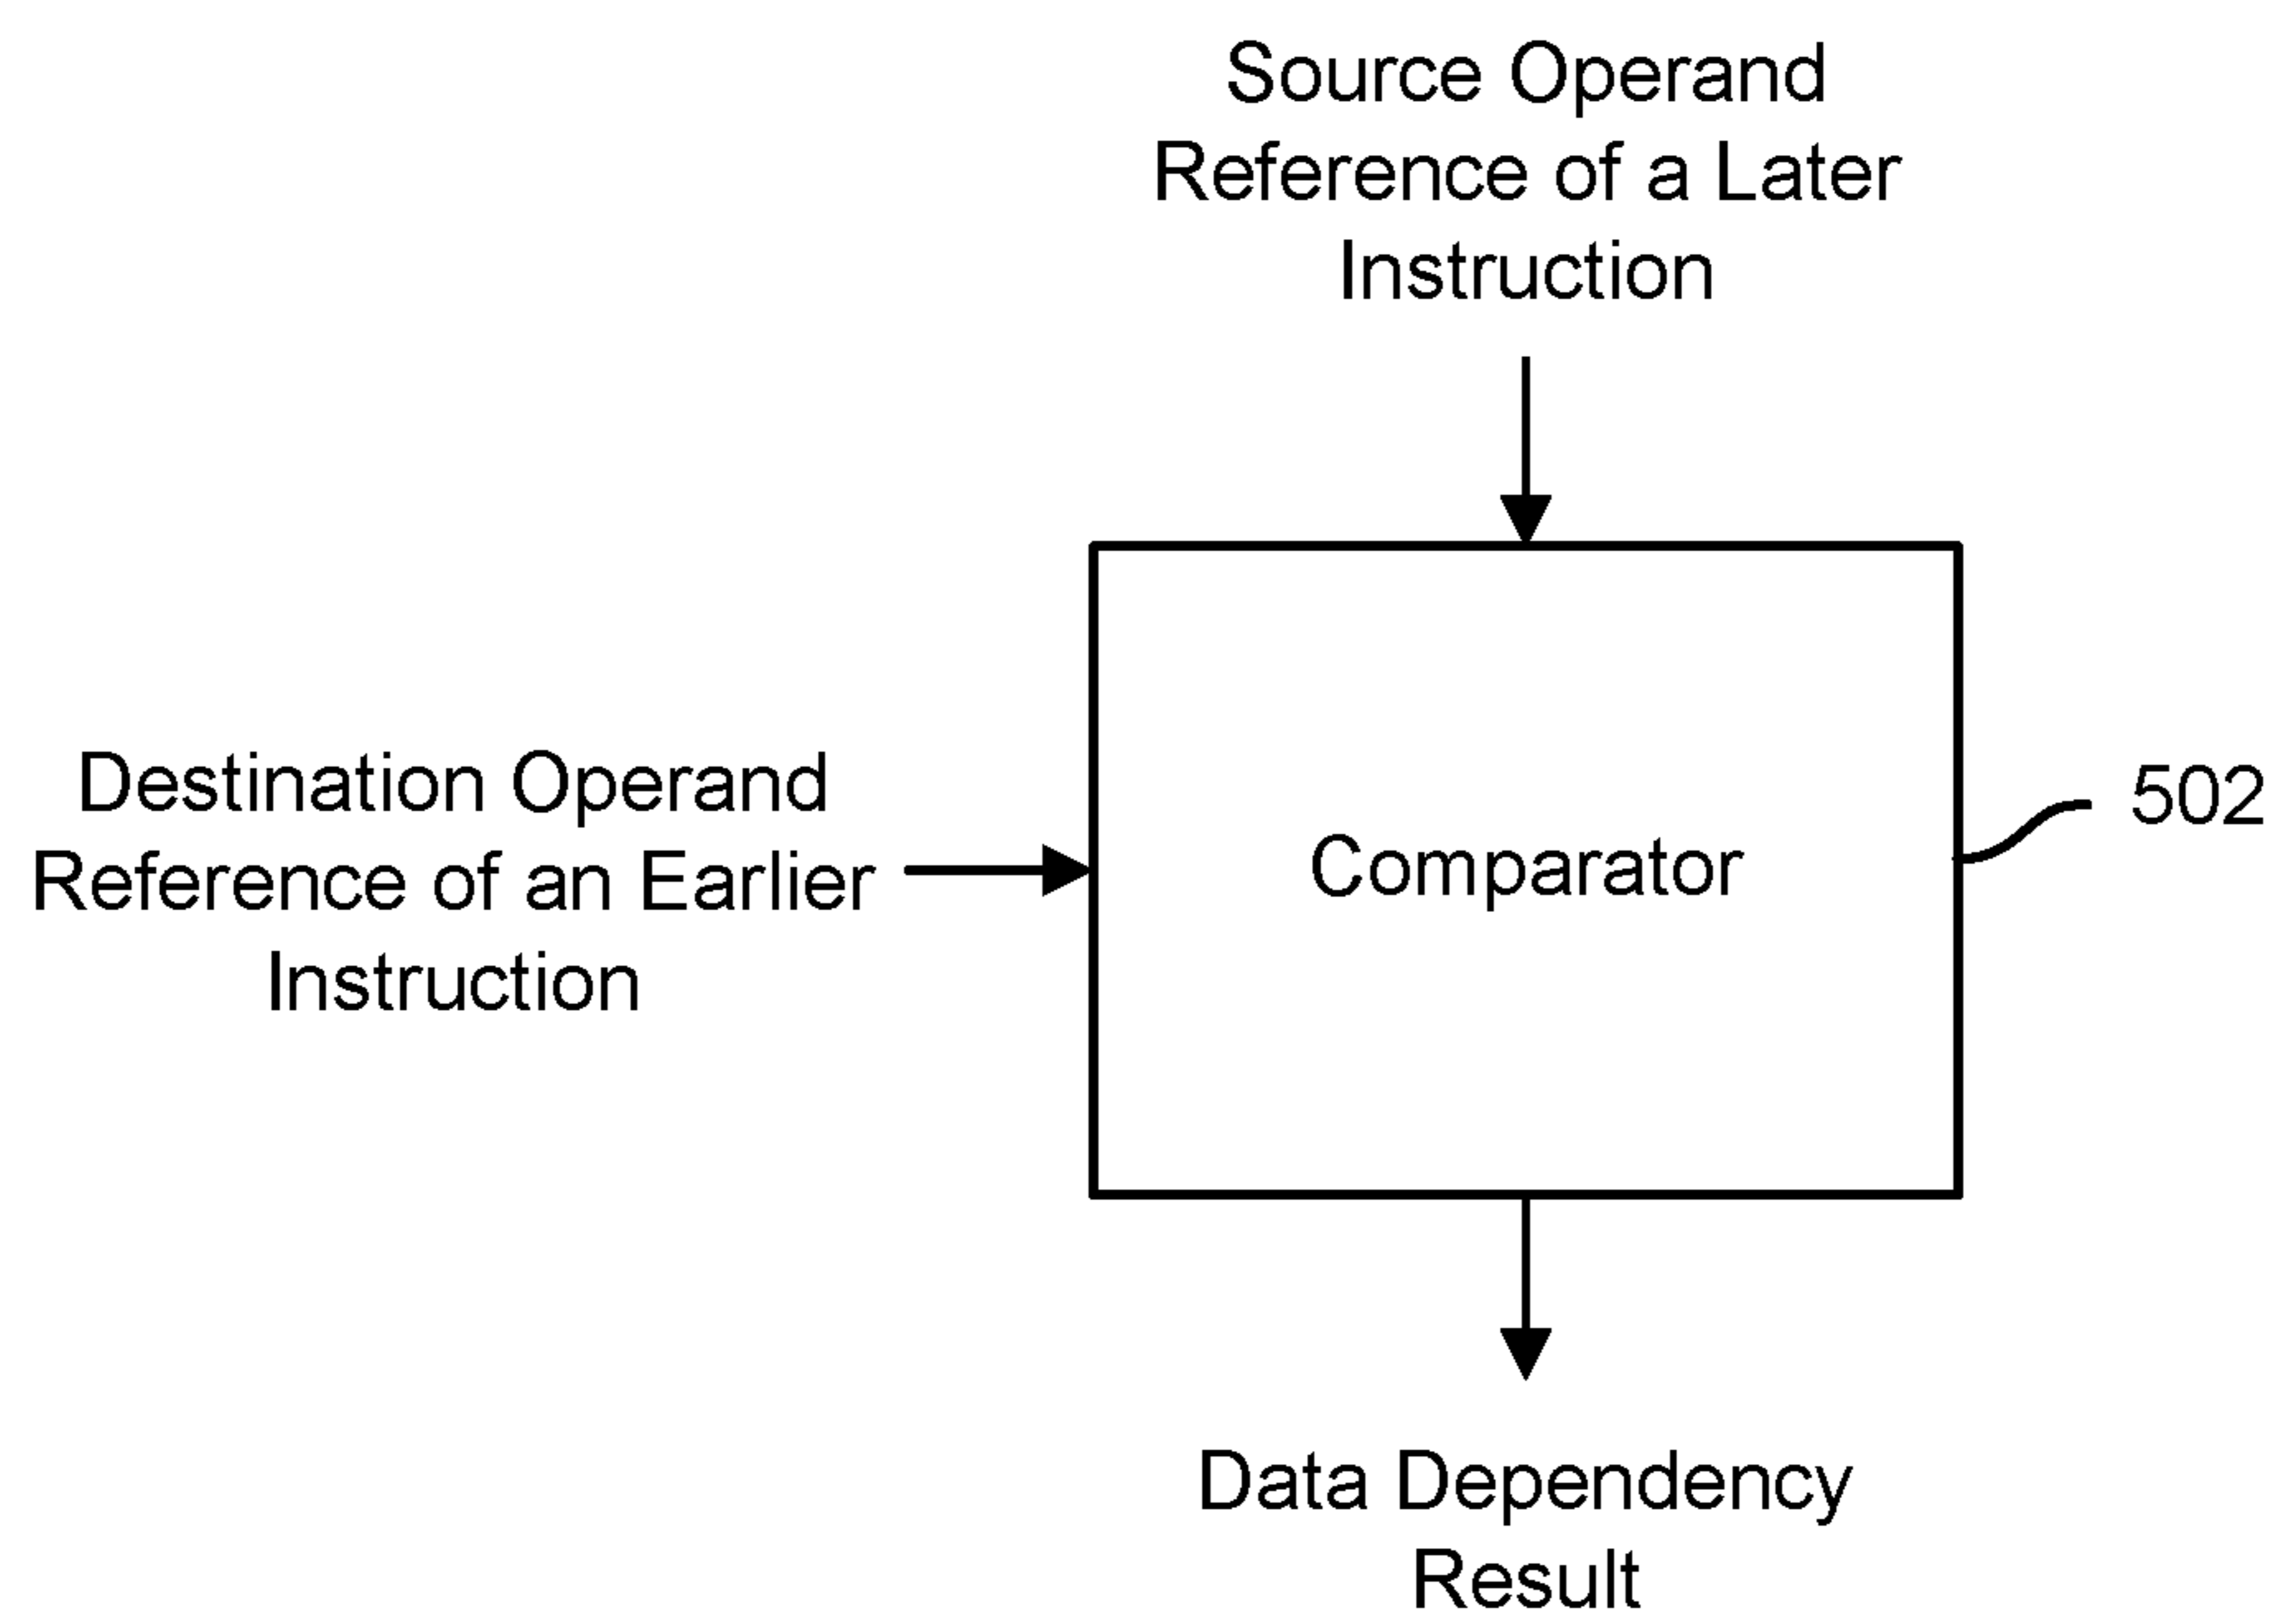 Source Operand
Reference of a Later
Instruction
Destination Operand
Reference of an Earlier
Instruction
Comparator
502
Data Dependency
Result